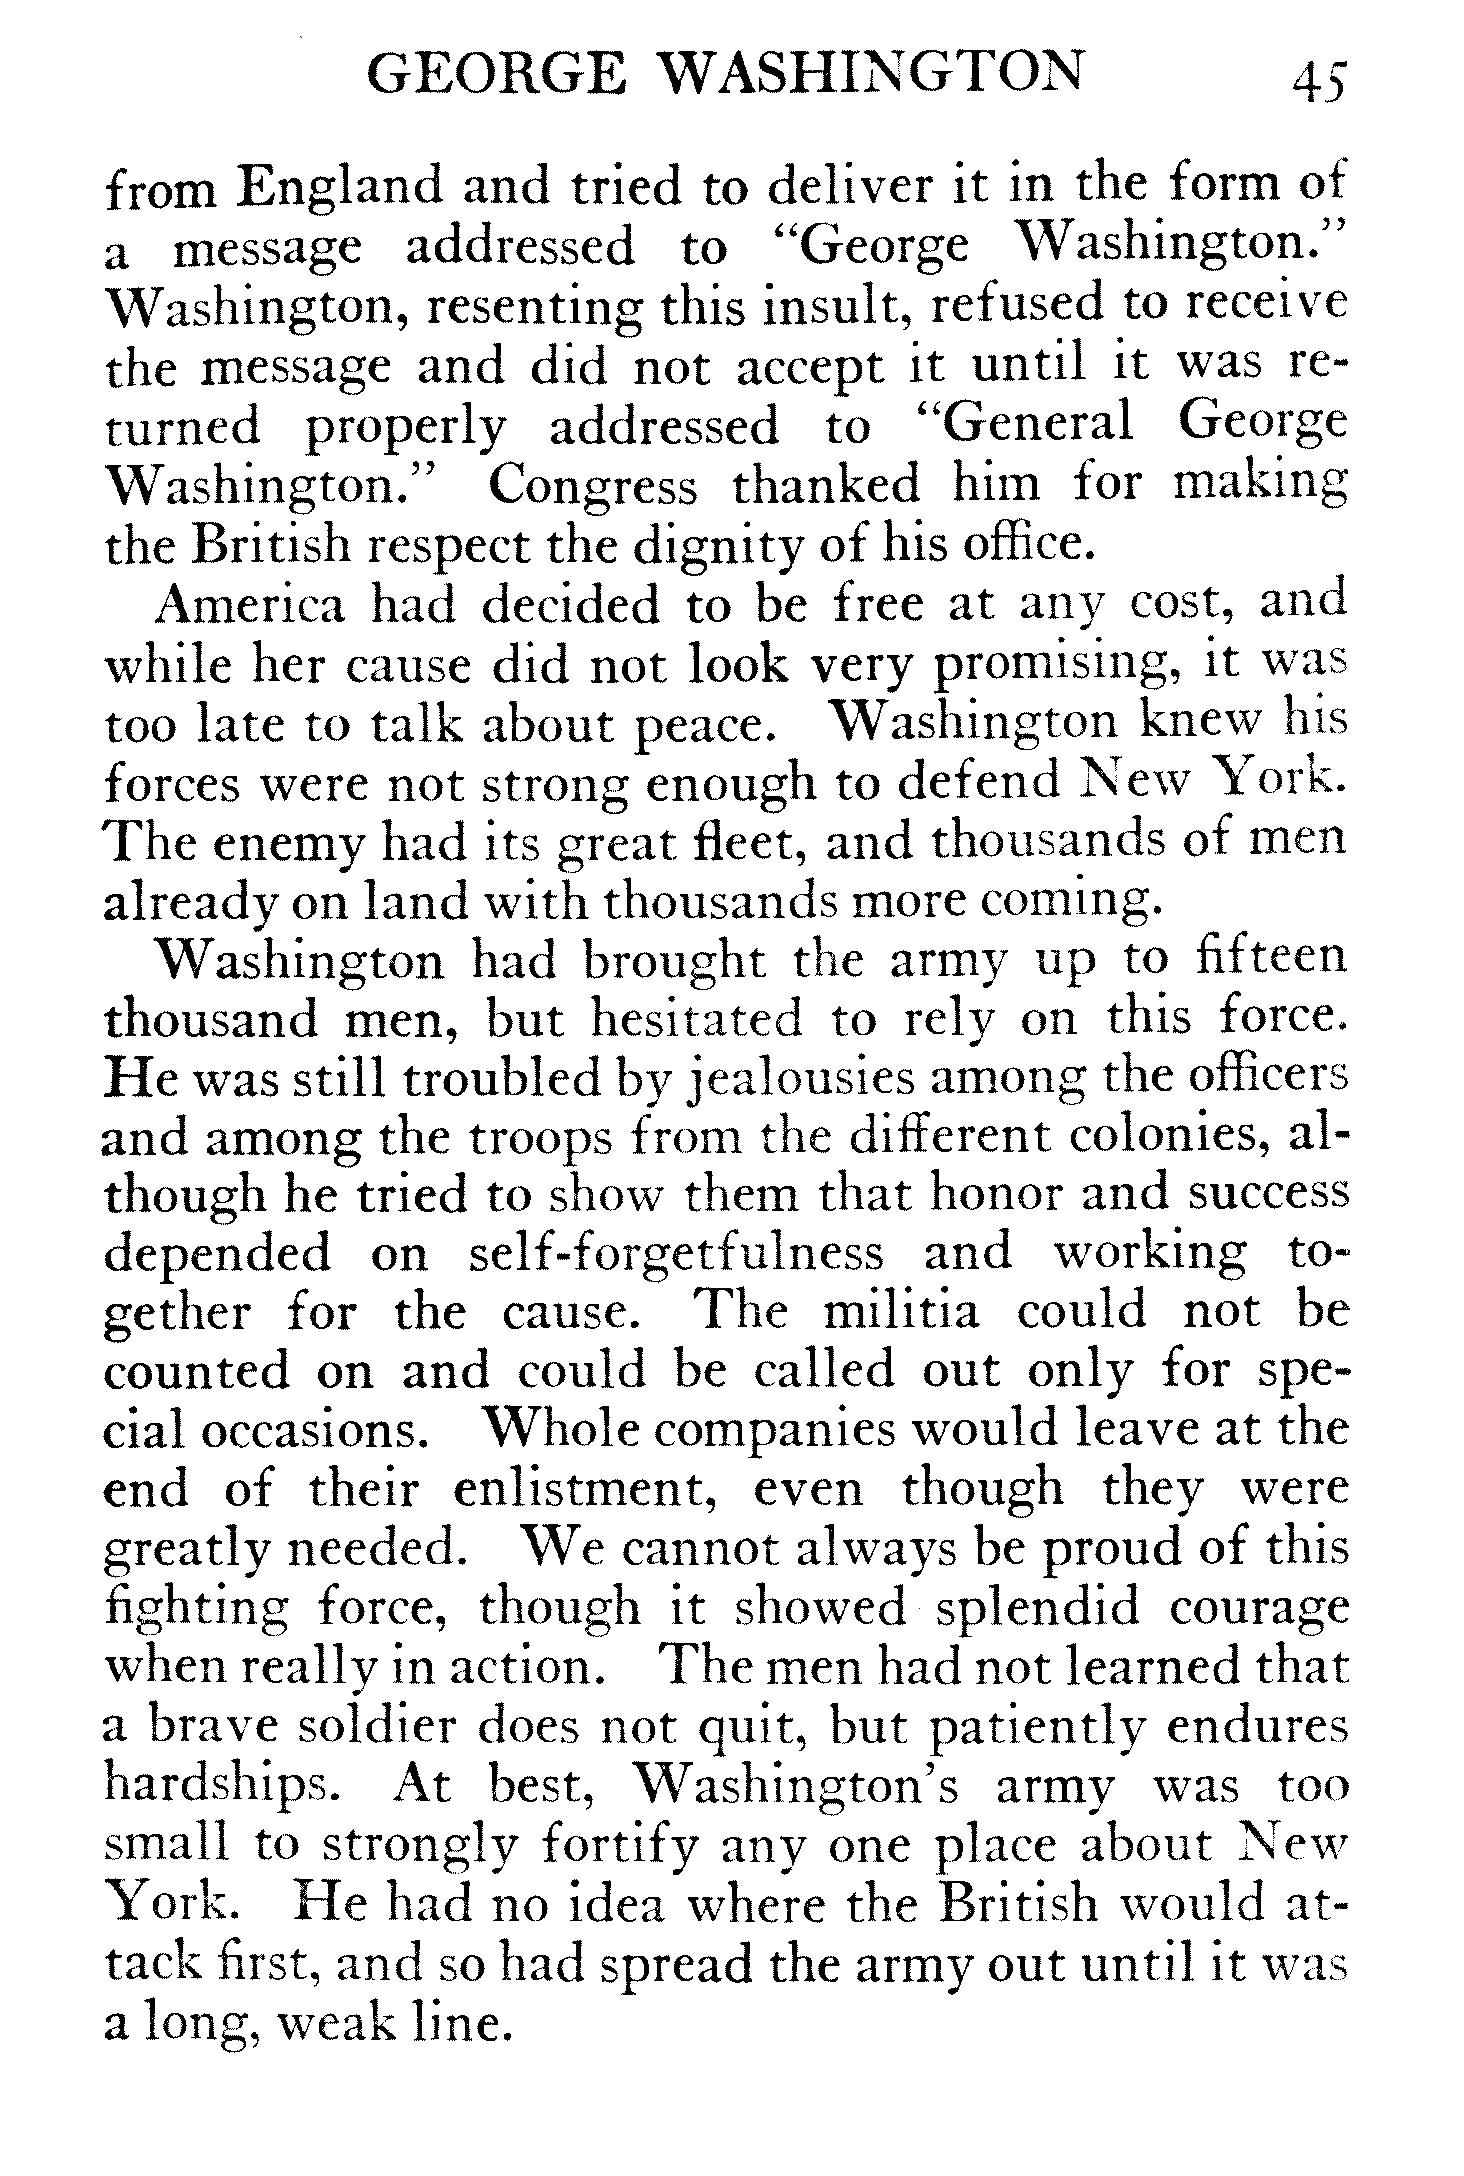 GEORGE WASHINGTON 45
from England and tried to deliver it in the form of
a message addressed to “George Washington.”
Washington, resenting this insult, refused to receive
the message and did not accept it until it was re-
turned properly addressed to “General George
Washington.” Congress thanked him for making
the British respect the dignity of his office.
America had decided to be free at any cost, and
while her cause did not look very promising, it was
too late to talk about peace. Washington knew his
forces were not strong enough to defend New York.
The enemy had its great fleet, and thousands of men
already on land with thousands more coming.
Washington had brought the army up to fifteen
thousand men, but hesitated to rely on this force.
He was still troubled by jealousies among the officers
and among the troops from the different colonies, al-
though he tried to show them that honor and success
depended on self-forgetfulness and working to-
gether for the cause. The militia could not be
counted on and could be called out only for spe-
cial occasions. Whole companies would leave at the
end of their enlistment, even though they were
greatly needed. We cannot always be proud of this
fighting force, though it showed splendid courage
when really in action. The men had not learned that
a brave soldier does not quit, but patiently endures
hardships. At best, Washington’s army was too
small to strongly fortify any one place about New
York. He had no idea where the British would at-
tack first, and so had spread the army out until it was
a long, weak line.